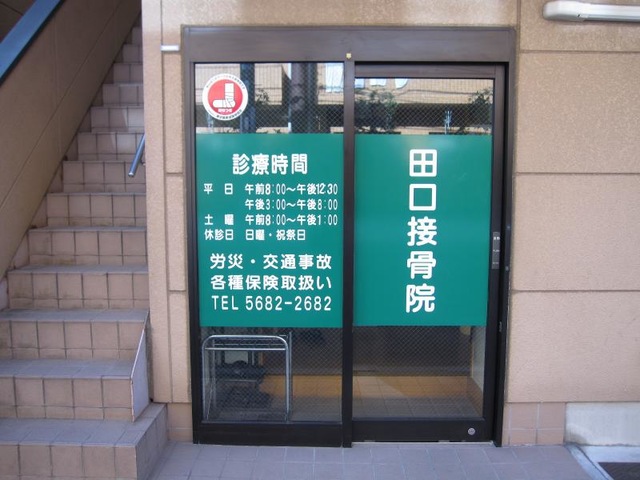 診療時間
平 日 午前8:00～午後12:30
午後3:00～午後8:00
土 曜 午前8:00～午後1:00
休診日 日曜・祝祭日
労災・交通事故
各種保険取扱い
TEL 5682-2682
田口接骨院